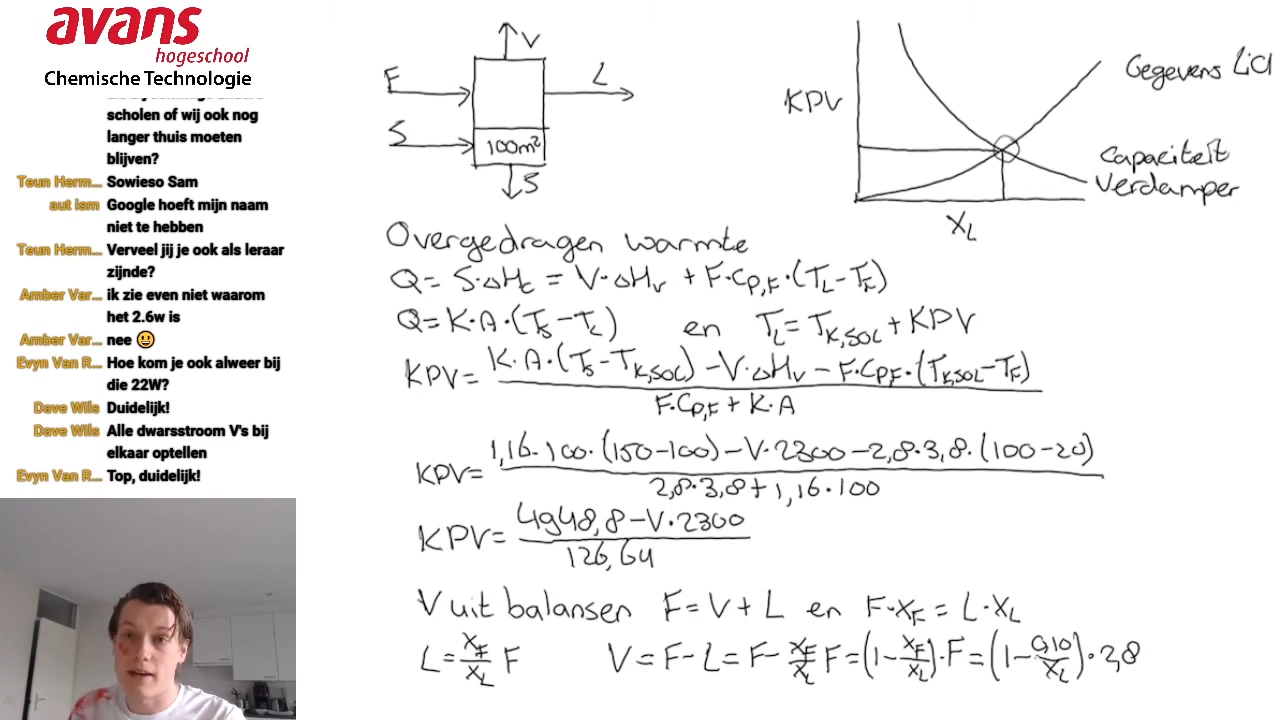 avans
hogeschool
Chemische Technologie
scholen of wij ook nog
langer thuis moeten
blijven?
Teun Herm... Sowieso Sam
aut ism Google hoeft mijn naam
niet te hebben
Teun Herm... Verveel jij je ook als leraar
zijnde?
Amber Var... ik zie even niet waarom
het 2.6w is
Amber Var... nee 😃
Evyn Van R... Hoe kom je ook alweer bij
die 22W?
Dave Wils Duidelijk!
Dave Wils Alle dwarsstroom V's bij
elkaar optellen
Evyn Van R... Top, duidelijk!
V
F
L
S
100m²
S
KPV
Gegevens LiCl
Capaciteit
Verdamper
X_L
Overgedragen warmte
Q = S·ΔH_c = V·ΔH_V + F·C_P,F·(T_L − T_F)
Q = K·A·(T_S − T_L) en T_L = T_K,SOL + KPV
KPV = K·A·(T_S − T_K,SOL) − V·ΔH_V − F·C_P,F·(T_K,SOL − T_F) / F·C_P,F + K·A
KPV = 1,16·100·(150−100) − V·2300 − 2,8·3,8·(100−20) / 2,8·3,8 + 1,16·100
KPV = 4948,8 − V·2300 / 126,64
V uit balansen F = V + L en F·X_F = L·X_L
L = X_F/X_L F V = F − L = F − X_F/X_L F = (1 − X_F/X_L)·F = (1 − 0,10/X_L)·2,8